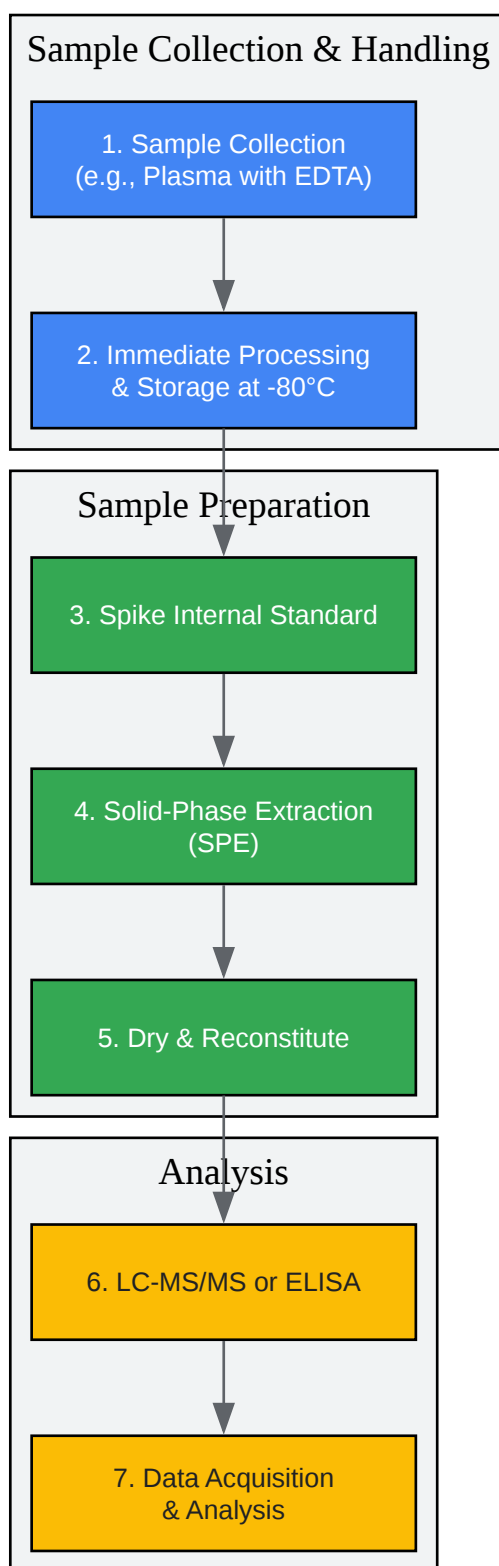 Sample Collection & Handling
1. Sample Collection
(e.g., Plasma with EDTA)
2. Immediate Processing
& Storage at -80°C
Sample Preparation
3. Spike Internal Standard
4. Solid-Phase Extraction
(SPE)
5. Dry & Reconstitute
Analysis
6. LC-MS/MS or ELISA
7. Data Acquisition
& Analysis